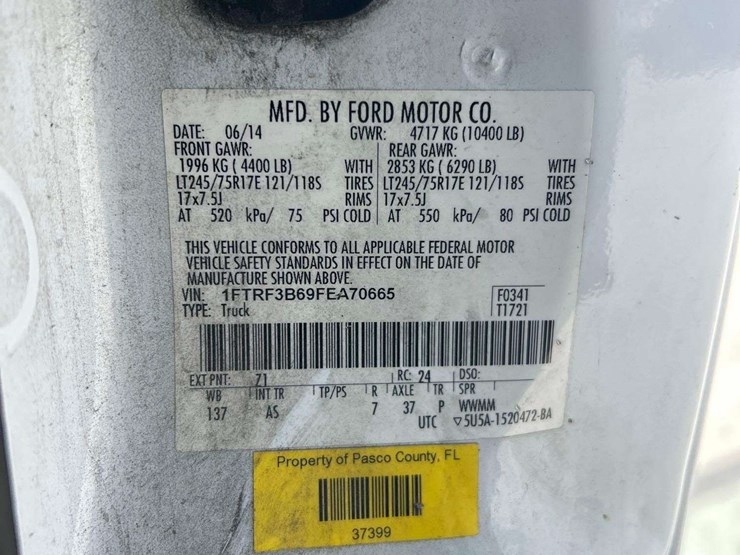 MFD. BY FORD MOTOR CO.
DATE: 06/14 GVWR: 4717 KG (10400 LB)
FRONT GAWR: REAR GAWR:
1996 KG ( 4400 LB) WITH 2853 KG ( 6290 LB) WITH
LT245/75R17E 121/118S TIRES LT245/75R17E 121/118S TIRES
17x7.5J RIMS 17x7.5J RIMS
AT 520 kPa/ 75 PSI COLD AT 550 kPa/ 80 PSI COLD
THIS VEHICLE CONFORMS TO ALL APPLICABLE FEDERAL MOTOR
VEHICLE SAFETY STANDARDS IN EFFECT ON THE DATE OF
MANUFACTURE SHOWN ABOVE.
VIN: 1FTRF3B69FEA70665 F0341
TYPE: Truck T1721
EXT PNT: Z1 RC: 24 DSO:
WB INT TR TP/PS R AXLE TR SPR
137 AS 7 37 P WWMM
UTC ▽5U5A-1520472-BA
Property of Pasco County, FL
37399